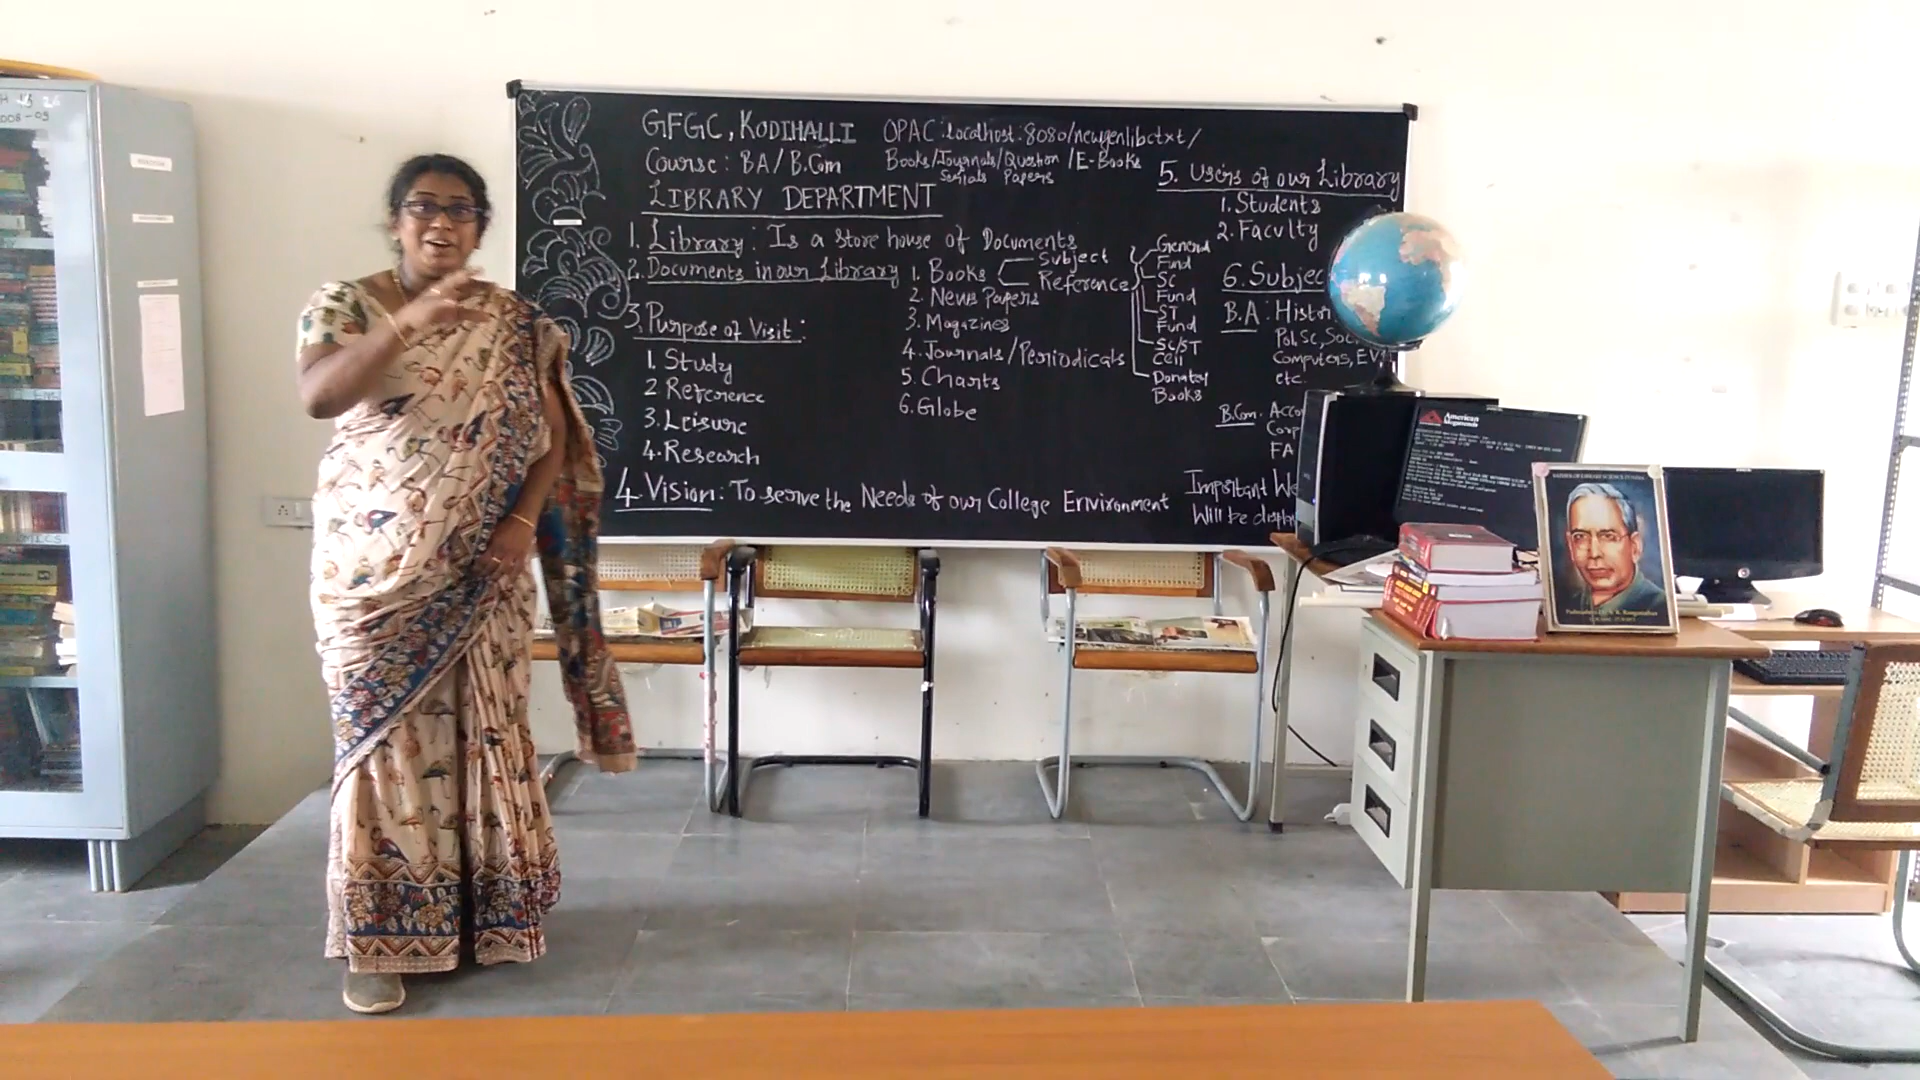 GFGC, KODIHALLI
Course: BA/B.Com
LIBRARY DEPARTMENT
OPAC: localhost:8080/newgenlibctxt/
Books/Journals/Question/E-Books
Serials Papers
1. Library: Is a store house of Documents
2. Documents in our Library
1. Books
Subject
Reference
2. News Papers
3. Magazines
4. Journals/Periodicals
5. Charts
6. Globe
General
Fund
SC
Fund
ST
Fund
SC/ST
Cell
Donated
Books
3. Purpose of Visit:
1. Study
2 Reference
3. Leisure
4. Research
4. Vision: To serve the Needs of our College Environment
5. Users of our Library
1. Students
2. Faculty
6. Subjec
B.A: Histor
Pol.Sc, Soc
Computers, EV
etc.
B.Com. Acco
Corp
FA
Important We
Will be displ
American
Megatrends